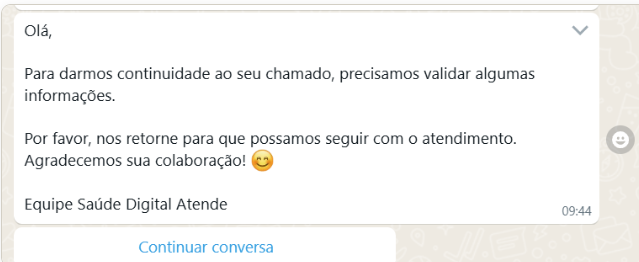 Olá,
Para darmos continuidade ao seu chamado, precisamos validar algumas
informações.
Por favor, nos retorne para que possamos seguir com o atendimento.
Agradecemos sua colaboração! 😊
Equipe Saúde Digital Atende
09:44
Continuar conversa